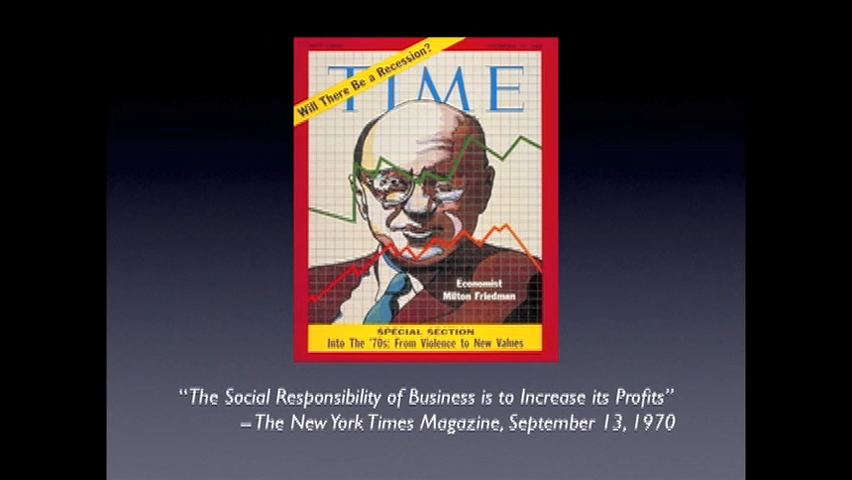 Will There Be a Recession?
TIME
Economist
Milton Friedman
SPECIAL SECTION
Into The '70s: From Violence to New Values
“The Social Responsibility of Business is to Increase its Profits”
– The New York Times Magazine, September 13, 1970